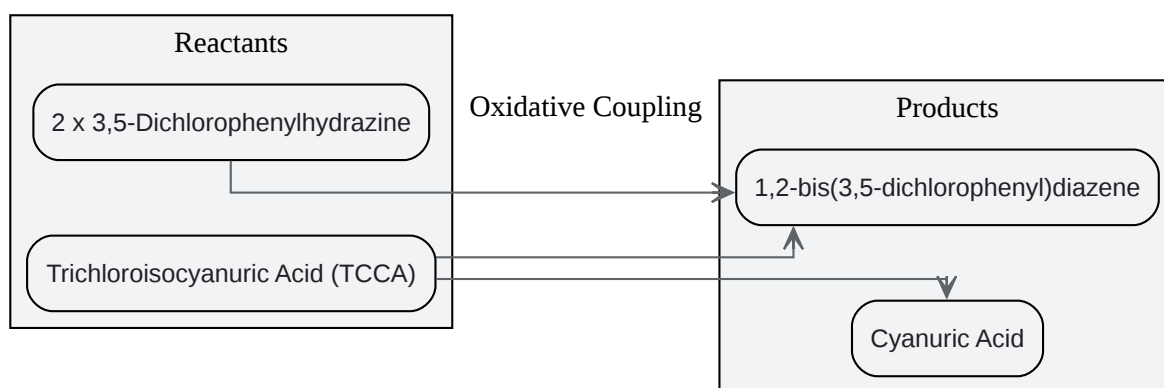 Reactants
2 x 3,5-Dichlorophenylhydrazine
Trichloroisocyanuric Acid (TCCA)
Oxidative Coupling
Products
1,2-bis(3,5-dichlorophenyl)diazene
Cyanuric Acid